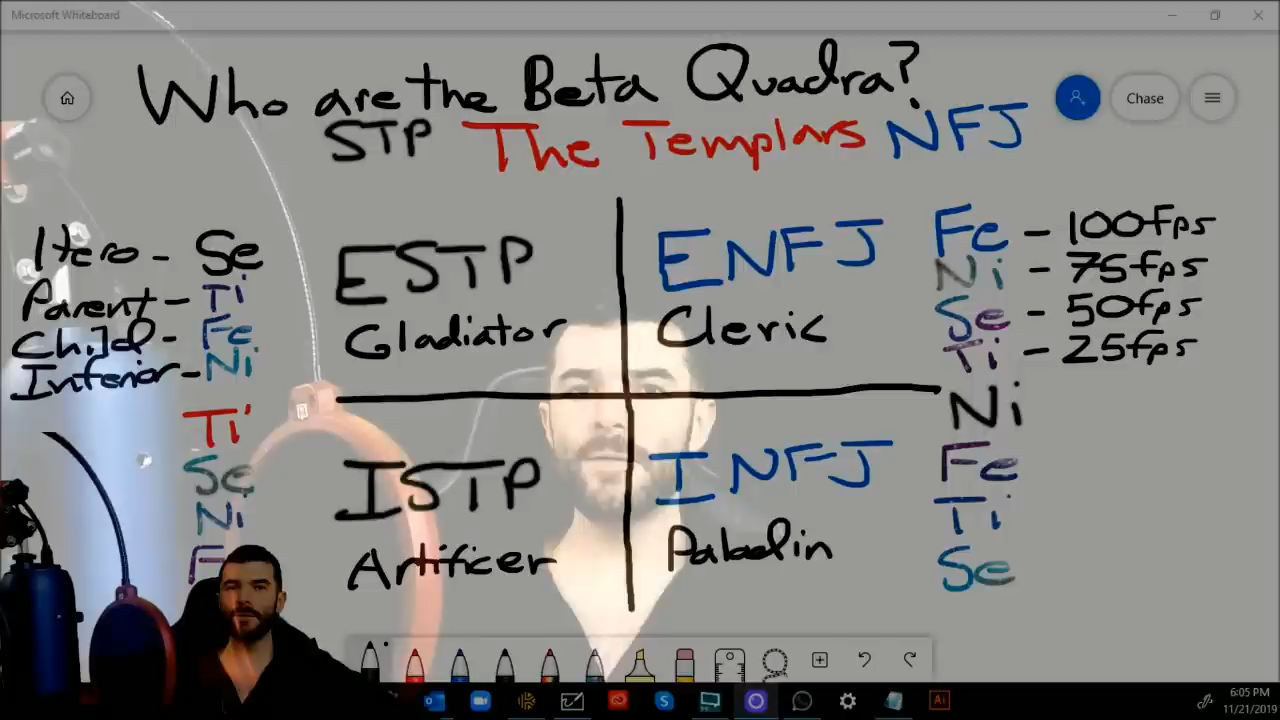 Microsoft Whiteboard
Who are the Beta Quadra?
STP The Templars NFJ
Chase
Hero - Se
Parent - Ti
Child - Fe
Inferior - Ni
Ti
Se
Ni
ESTP
Gladiator
ENFJ
Cleric
Fe - 100fps
Ni - 75fps
Se - 50fps
Ti - 25fps
ISTP
Artificer
INFJ
Paladin
Ni
Fe
Ti
Se
Ai
6:05 PM
11/21/2019